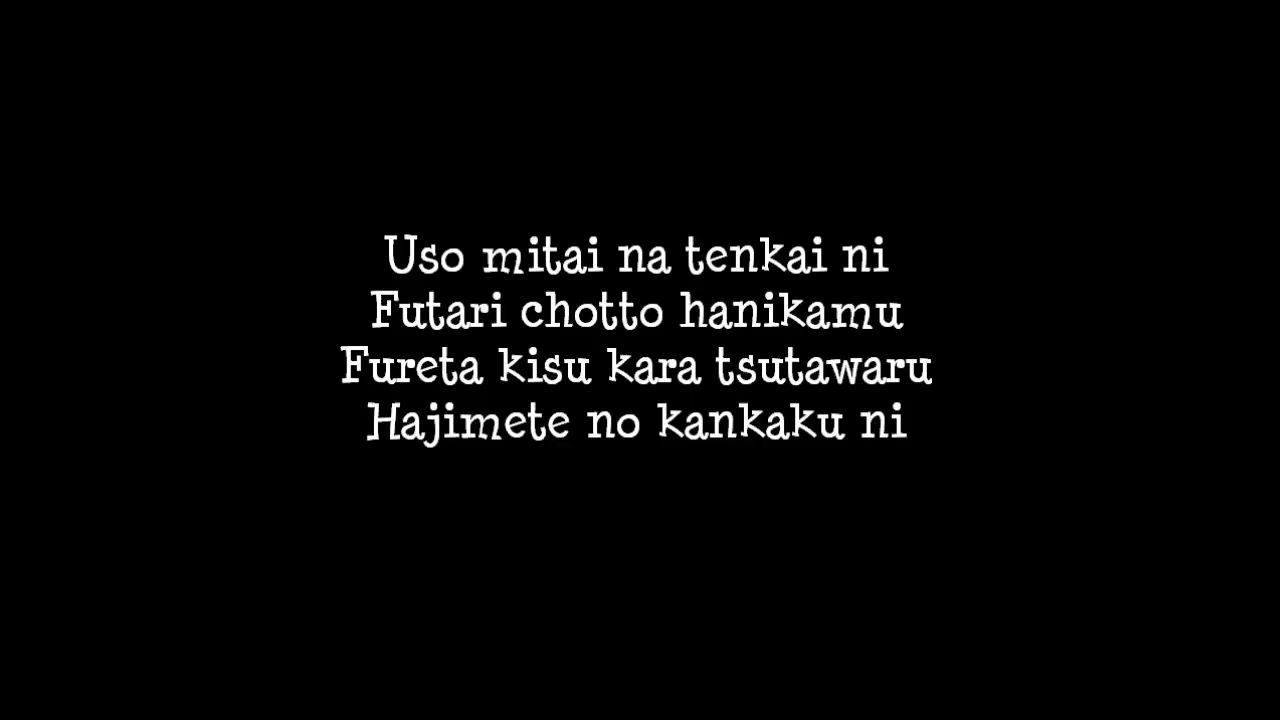 Uso mitai na tenkai ni
Futari chotto hanikamu
Fureta kisu kara tsutawaru
Hajimete no kankaku ni